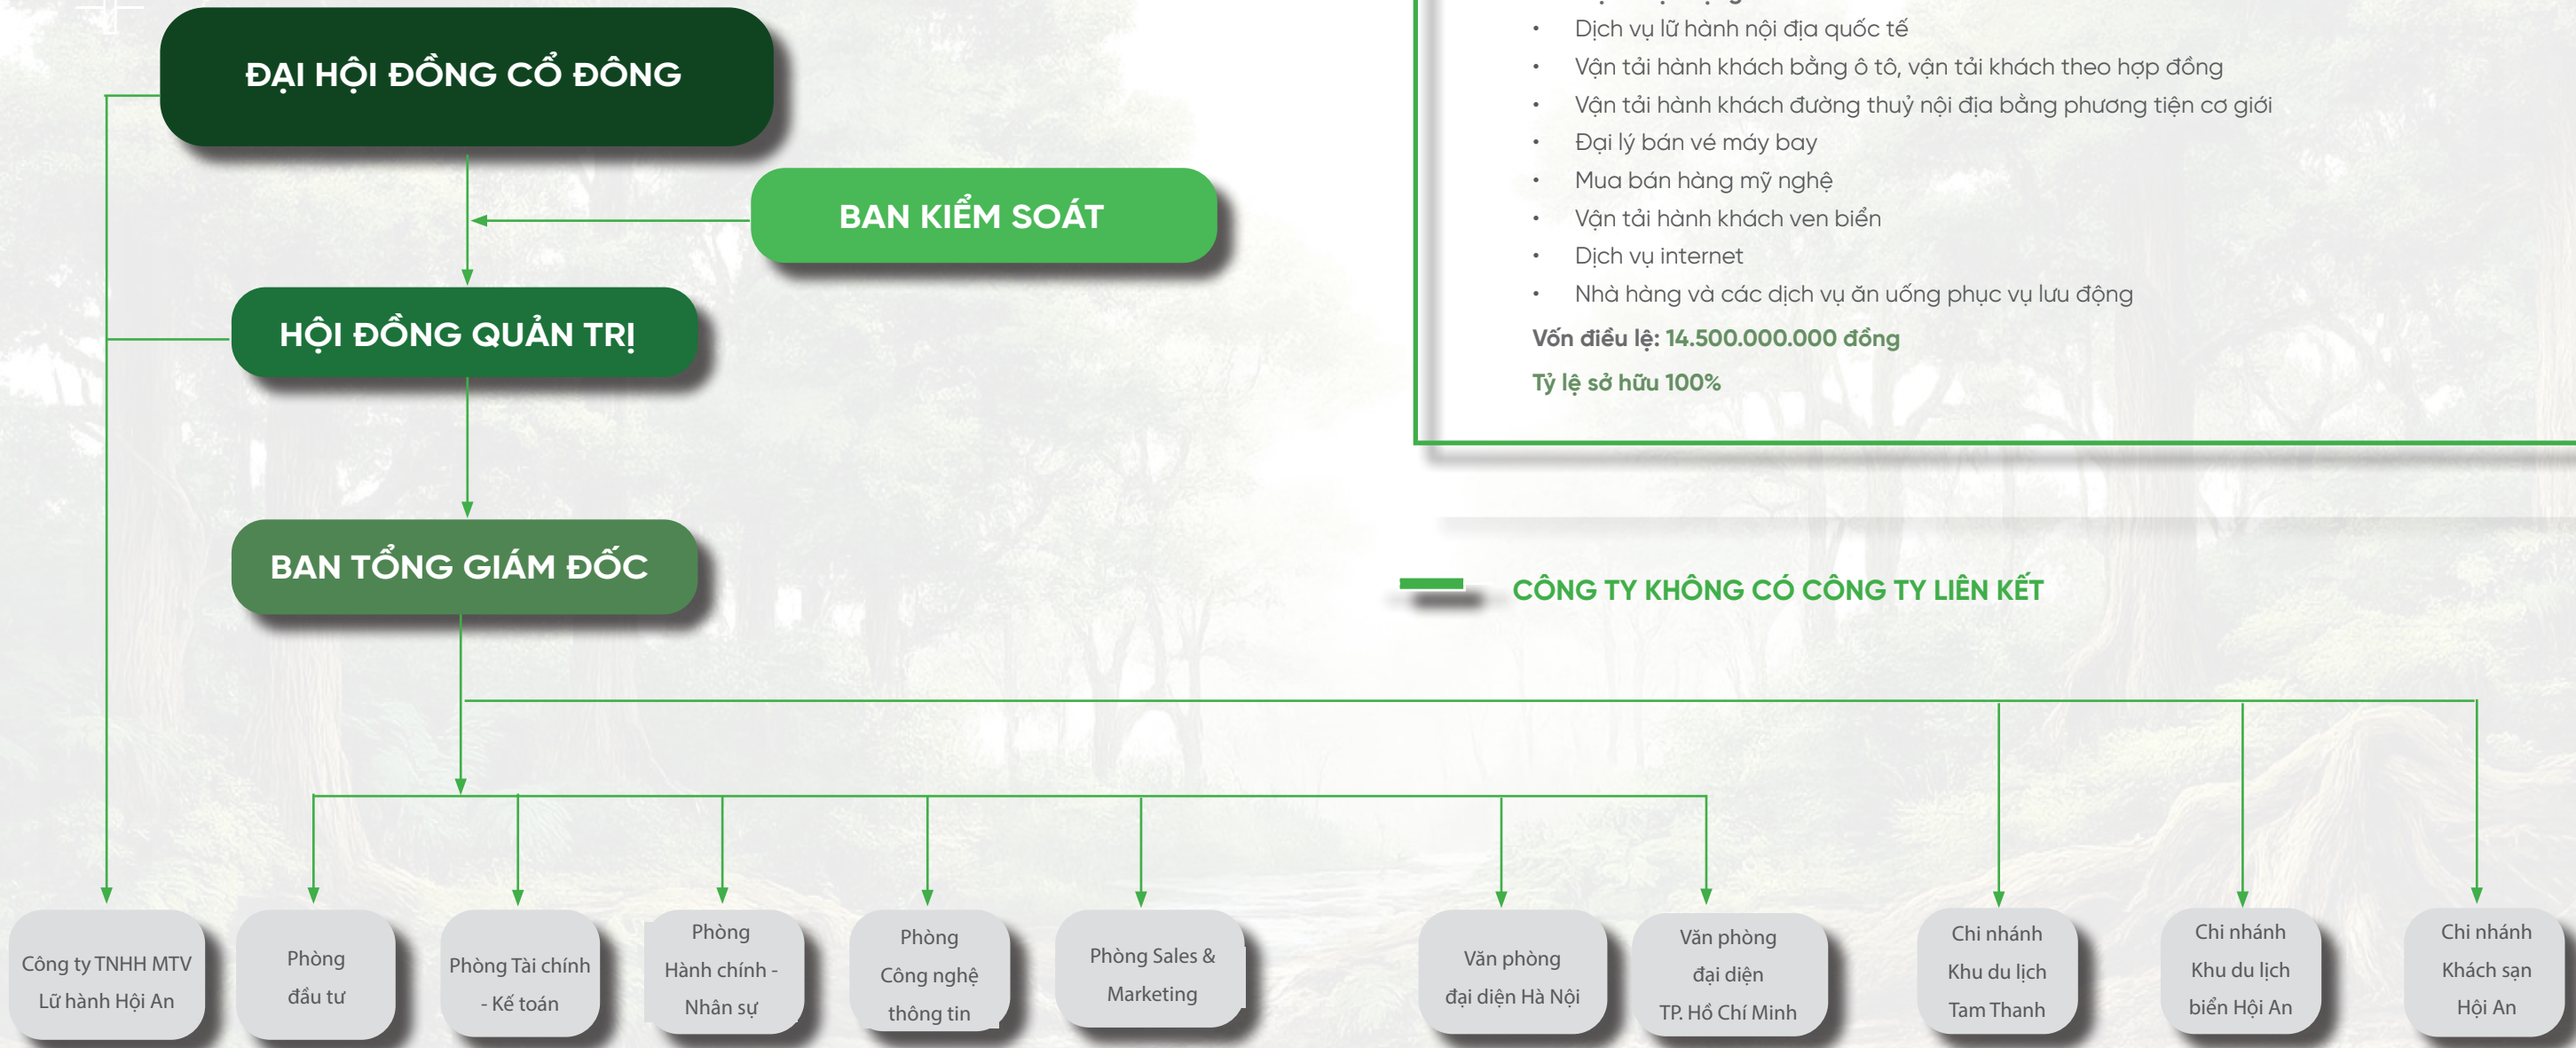 ĐẠI HỘI ĐỒNG CỔ ĐÔNG
BAN KIỂM SOÁT
HỘI ĐỒNG QUẢN TRỊ
BAN TỔNG GIÁM ĐỐC
• Dịch vụ lữ hành nội địa quốc tế
• Vận tải hành khách bằng ô tô, vận tải khách theo hợp đồng
• Vận tải hành khách đường thuỷ nội địa bằng phương tiện cơ giới
• Đại lý bán vé máy bay
• Mua bán hàng mỹ nghệ
• Vận tải hành khách ven biển
• Dịch vụ internet
• Nhà hàng và các dịch vụ ăn uống phục vụ lưu động
Vốn điều lệ: 14.500.000.000 đồng
Tỷ lệ sở hữu 100%
CÔNG TY KHÔNG CÓ CÔNG TY LIÊN KẾT
Công ty TNHH MTV
Lữ hành Hội An
Phòng
đầu tư
Phòng Tài chính
- Kế toán
Phòng
Hành chính -
Nhân sự
Phòng
Công nghệ
thông tin
Phòng Sales &
Marketing
Văn phòng
đại diện Hà Nội
Văn phòng
đại diện
TP. Hồ Chí Minh
Chi nhánh
Khu du lịch
Tam Thanh
Chi nhánh
Khu du lịch
biển Hội An
Chi nhánh
Khách sạn
Hội An